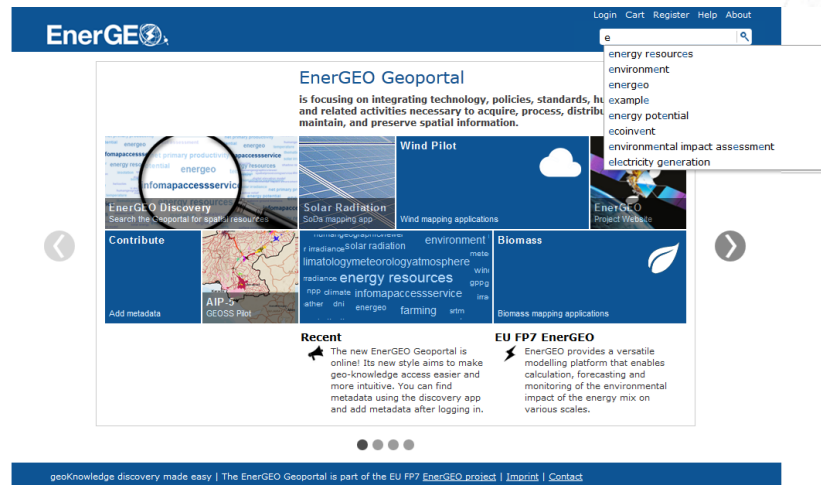 Login Cart Register Help About
EnerGEO
e
energy resources
environment
energeo
example
energy potential
ecoinvent
environmental impact assessment
electricity generation
EnerGEO Geoportal
is focusing on integrating technology, policies, standards,
and related activities necessary to acquire, process,
maintain, and preserve spatial information.
energeo
infomapaccessservice
EnerGEO Discovery
Search the Geoportal for spatial resources
Solar Radiation
SoDa mapping app
Wind Pilot
Wind mapping applications
EnerGEO
Project Website
Contribute
Add metadata
AIP-5
GEOSS Pilot
solar radiation environment
energy resources
npp climate infomapaccessservice
dni energeo farming srtm
Biomass
Biomass mapping applications
Recent
The new EnerGEO Geoportal is
online! Its new style aims to make
geo-knowledge access easier and
more intuitive. You can find
metadata using the discovery app
and add metadata after logging in.
EU FP7 EnerGEO
EnerGEO provides a versatile
modelling platform that enables
calculation, forecasting and
monitoring of the environmental
impact of the energy mix on
various scales.
geoKnowledge discovery made easy | The EnerGEO Geoportal is part of the EU FP7 EnerGEO project | Imprint | Contact